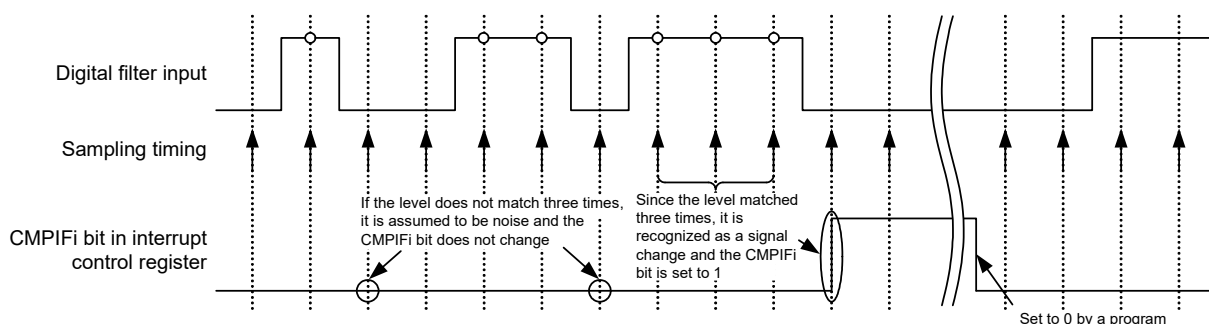 Digital filter input
Sampling timing
If the level does not match three times,
it is assumed to be noise and the
CMPIFi bit does not change
Since the level matched
three times, it is
recognized as a signal
change and the CMPIFi
bit is set to 1
CMPIFi bit in interrupt
control register
Set to 0 by a program